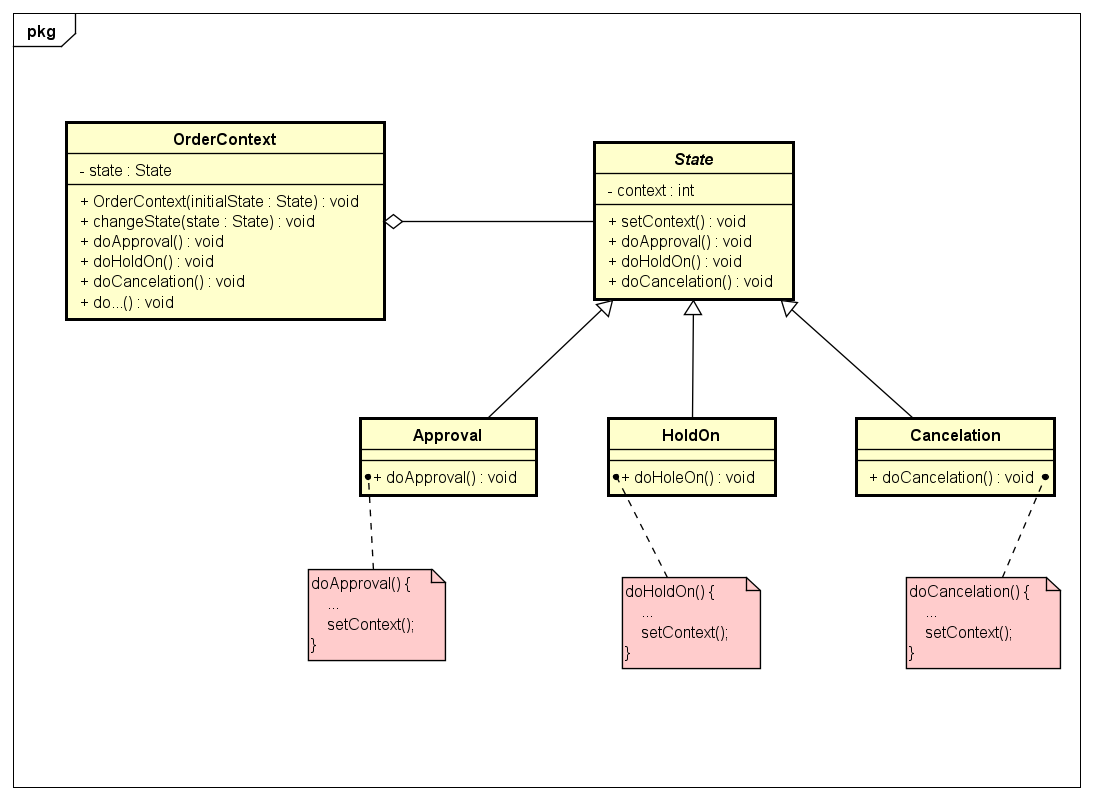 pkg
OrderContext
- state : State
+ OrderContext(initialState : State) : void
+ changeState(state : State) : void
+ doApproval() : void
+ doHoldOn() : void
+ doCancelation() : void
+ do...() : void
State
- context : int
+ setContext() : void
+ doApproval() : void
+ doHoldOn() : void
+ doCancelation() : void
Approval
+ doApproval() : void
HoldOn
+ doHoleOn() : void
Cancelation
+ doCancelation() : void
doApproval() {
...
setContext();
}
doHoldOn() {
...
setContext();
}
doCancelation() {
...
setContext();
}